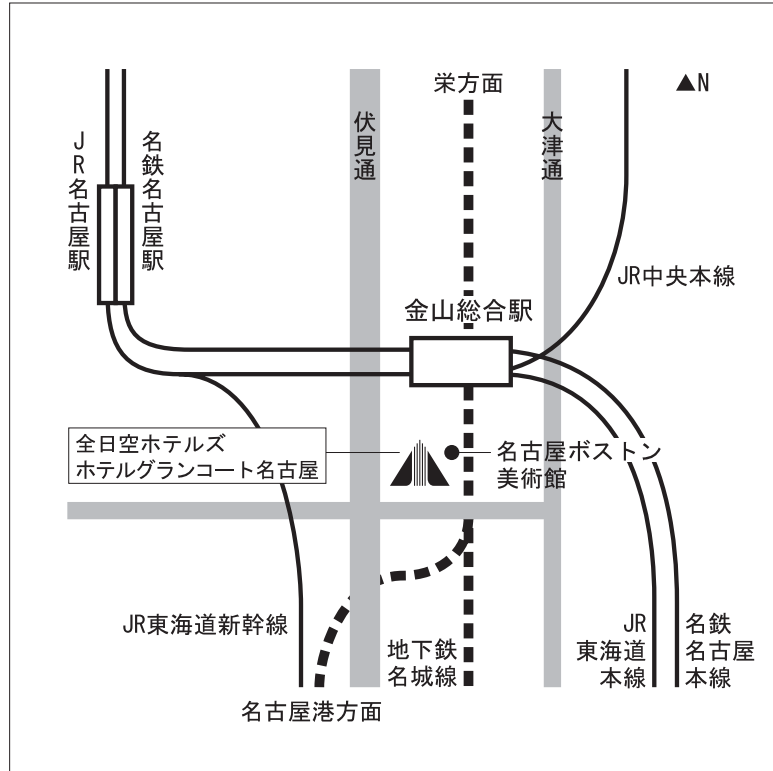 栄方面
▲N
JR名古屋駅
名鉄名古屋駅
伏見通
大津通
JR中央本線
金山総合駅
全日空ホテルズ
ホテルグランコート名古屋
名古屋ボストン
美術館
JR東海道新幹線
地下鉄
名城線
JR
東海道
本線
名鉄
名古屋
本線
名古屋港方面